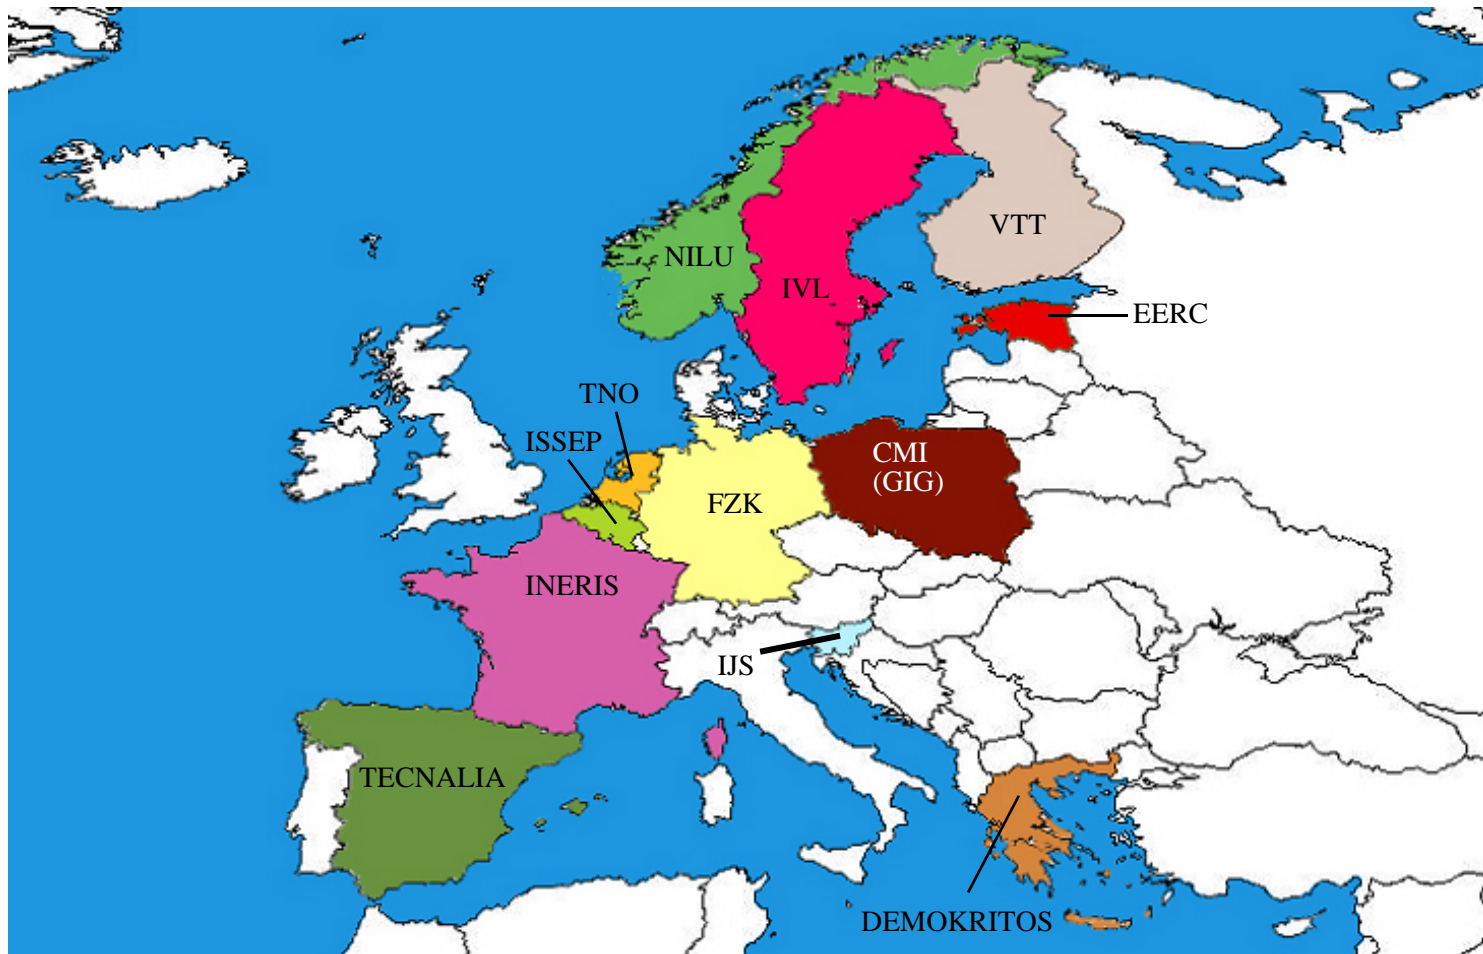 VTT
NILU
IVL
EERC
TNO
ISSEP
CMI
(GIG)
FZK
INERIS
IJS
TECNALIA
DEMOKRITOS